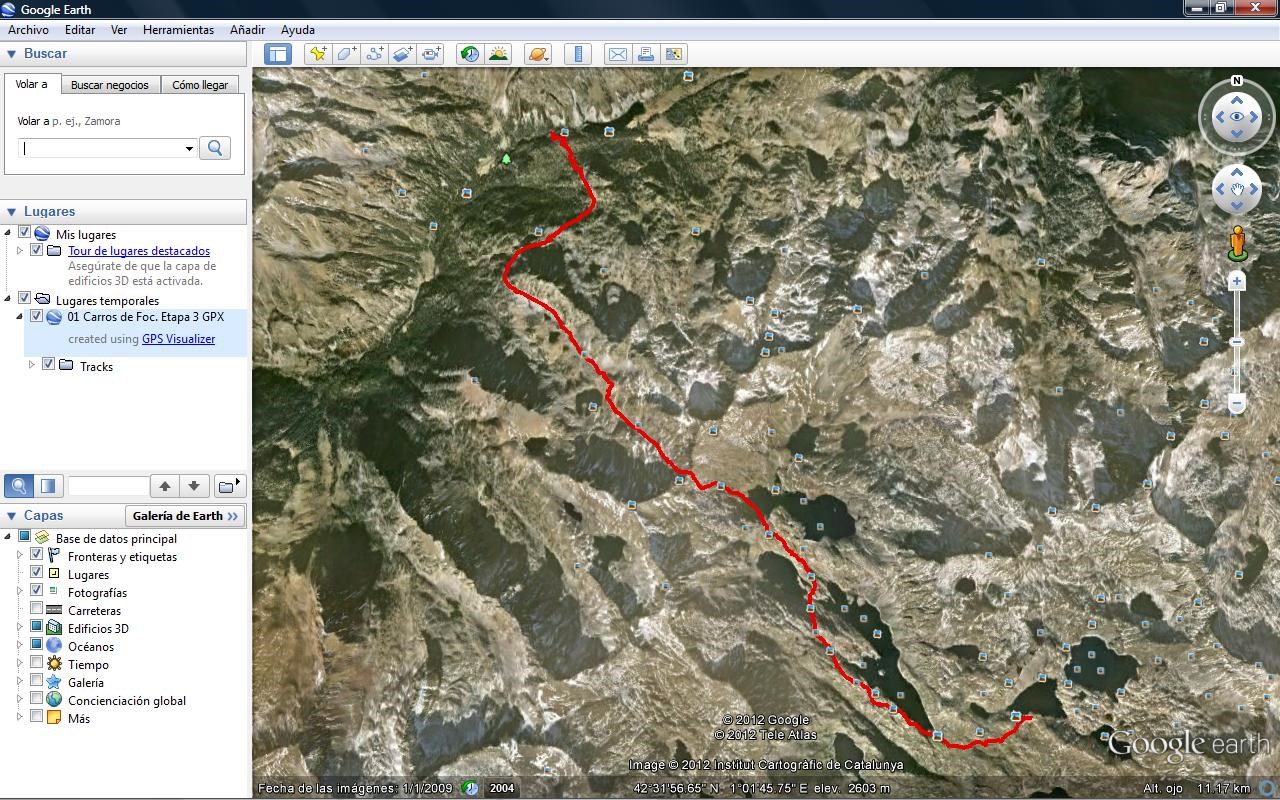 Google Earth
Archivo Editar Ver Herramientas Añadir Ayuda
Buscar
Volar a Buscar negocios Cómo llegar
Volar a p. ej., Zamora
Lugares
Mis lugares
Tour de lugares destacados
Asegúrate de que la capa de
edificios 3D está activada.
Lugares temporales
01 Carros de Foc. Etapa 3 GPX
created using GPS Visualizer
Tracks
Capas Galería de Earth »
Base de datos principal
Fronteras y etiquetas
Lugares
Fotografías
Carreteras
Edificios 3D
Océanos
Tiempo
Galería
Concienciación global
Más
N
© 2012 Google
© 2012 Tele Atlas
Image © 2012 Institut Cartogràfic de Catalunya
Google earth
Fecha de las imágenes: 1/1/2009 2004 42°31'56.65" N 1°01'45.75" E elev. 2603 m Alt. ojo 11.17 km